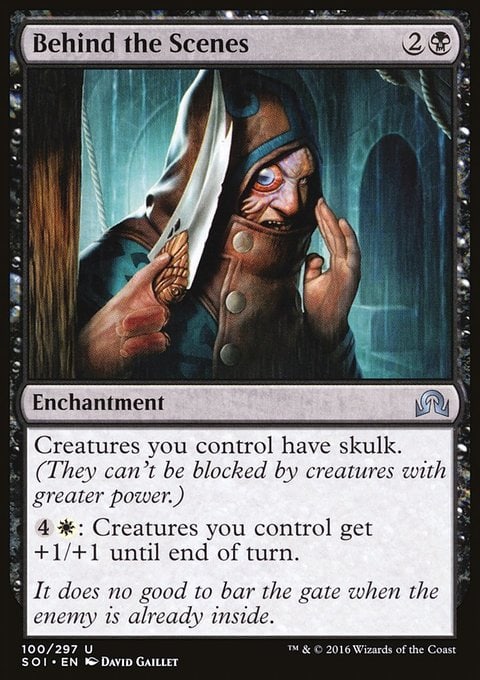 Behind the Scenes 2
Enchantment
Creatures you control have skulk.
(They can't be blocked by creatures with
greater power.)
4 : Creatures you control get
+1/+1 until end of turn.
It does no good to bar the gate when the
enemy is already inside.
100/297 U
SOI • EN DAVID GAILLET
™ & © 2016 Wizards of the Coast